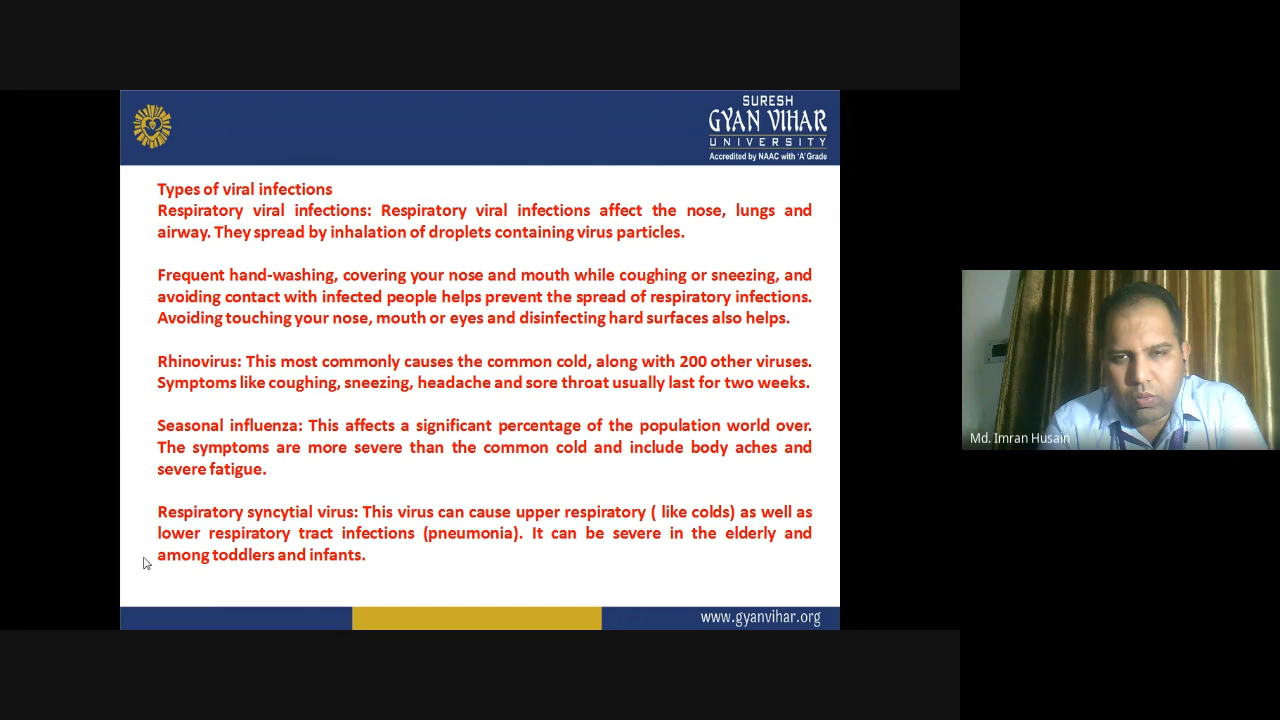 SURESH
GYAN VIHAR
UNIVERSITY
Accredited by NAAC with 'A' Grade
Types of viral infections
Respiratory viral infections: Respiratory viral infections affect the nose, lungs and
airway. They spread by inhalation of droplets containing virus particles.
Frequent hand-washing, covering your nose and mouth while coughing or sneezing, and
avoiding contact with infected people helps prevent the spread of respiratory infections.
Avoiding touching your nose, mouth or eyes and disinfecting hard surfaces also helps.
Rhinovirus: This most commonly causes the common cold, along with 200 other viruses.
Symptoms like coughing, sneezing, headache and sore throat usually last for two weeks.
Seasonal influenza: This affects a significant percentage of the population world over.
The symptoms are more severe than the common cold and include body aches and
severe fatigue.
Respiratory syncytial virus: This virus can cause upper respiratory ( like colds) as well as
lower respiratory tract infections (pneumonia). It can be severe in the elderly and
among toddlers and infants.
www.gyanvihar.org
Md. Imran Husain